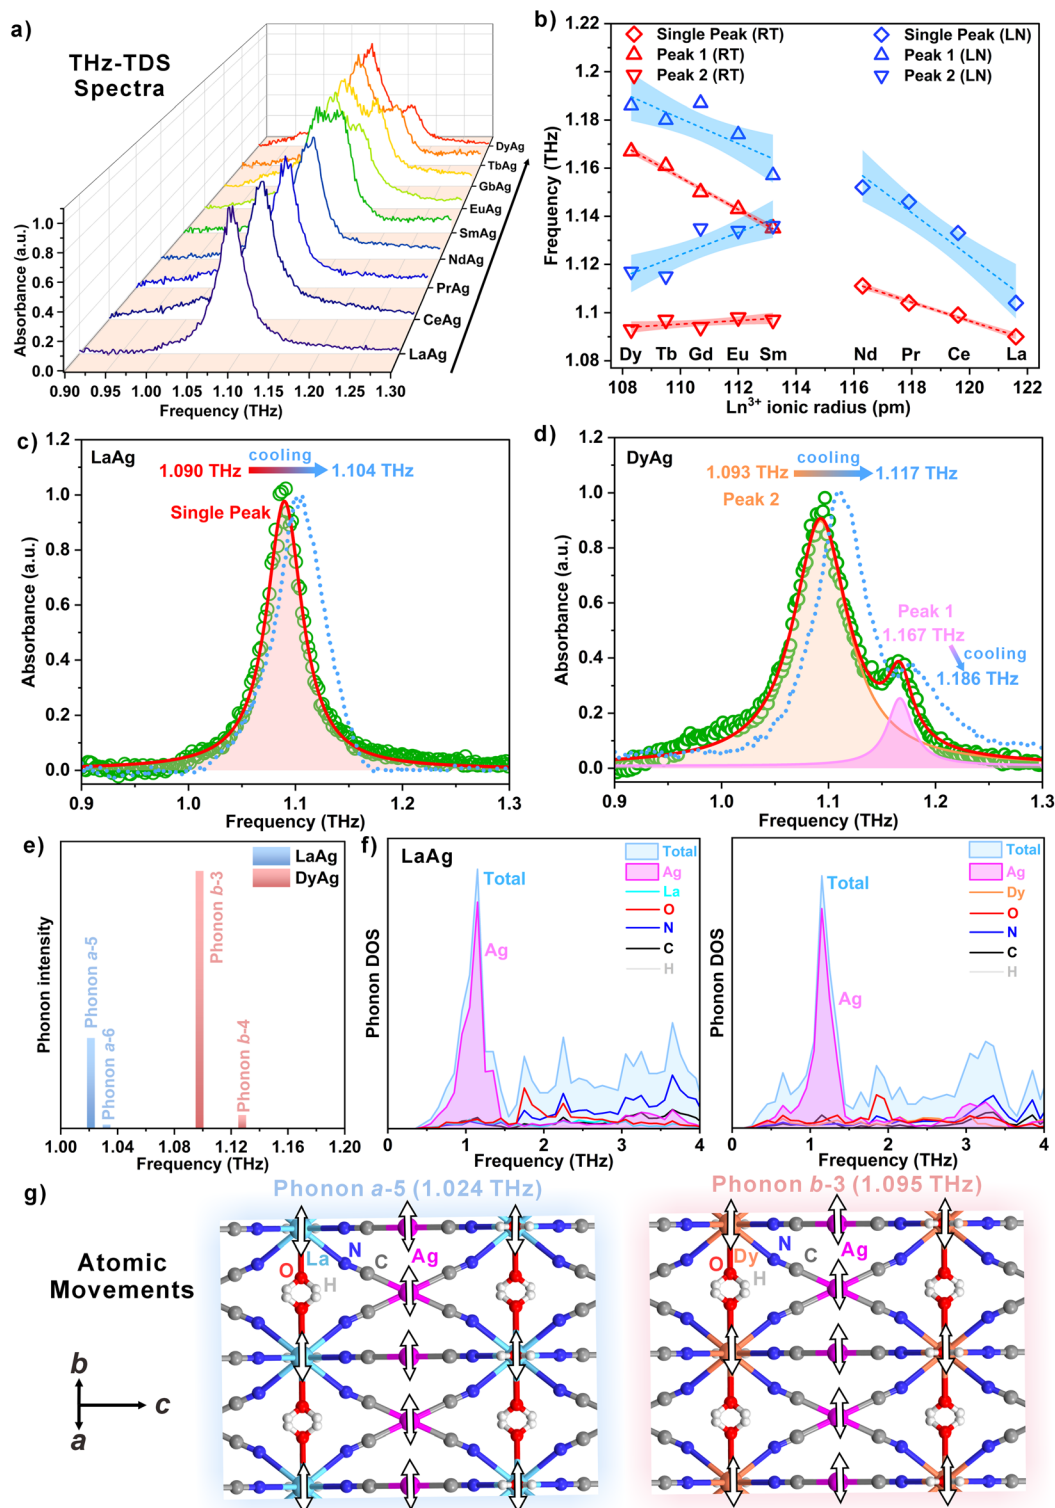 a)
THz-TDS
Spectra
DyAg
TbAg
GbAg
EuAg
SmAg
NdAg
PrAg
CeAg
LaAg
Absorbance (a.u.)
1.0
0.8
0.6
0.4
0.2
0.0
0.90 0.95 1.00 1.05 1.10 1.15 1.20 1.25 1.30
Frequency (THz)
b)
Single Peak (RT)
Peak 1 (RT)
Peak 2 (RT)
Single Peak (LN)
Peak 1 (LN)
Peak 2 (LN)
Frequency (THz)
1.24
1.22
1.20
1.18
1.16
1.14
1.12
1.10
1.08
Dy Tb Gd Eu Sm Nd Pr Ce La
108 110 112 114 116 118 120 122
Ln³⁺ ionic radius (pm)
c)
LaAg
cooling
1.090 THz
1.104 THz
Single Peak
Absorbance (a.u.)
1.2
1.0
0.8
0.6
0.4
0.2
0.0
0.9 1.0 1.1 1.2 1.3
Frequency (THz)
d)
DyAg
cooling
1.093 THz
1.117 THz
Peak 2
Peak 1
1.167 THz
cooling
1.186 THz
Absorbance (a.u.)
1.2
1.0
0.8
0.6
0.4
0.2
0.0
0.9 1.0 1.1 1.2 1.3
Frequency (THz)
e)
LaAg
DyAg
Phonon a-5
Phonon a-6
Phonon b-3
Phonon b-4
Phonon intensity
1.00 1.04 1.08 1.12 1.16 1.20
Frequency (THz)
f)
LaAg
Total
Ag
Total
Ag
La
O
N
C
H
Phonon DOS
0 1 2 3 4
Frequency (THz)
Total
Ag
Total
Ag
Dy
O
N
C
H
Phonon DOS
0 1 2 3 4
Frequency (THz)
g)
Phonon a-5 (1.024 THz)
Phonon b-3 (1.095 THz)
Atomic
Movements
b
c
a
O La N C Ag
H
O Dy N C Ag
H